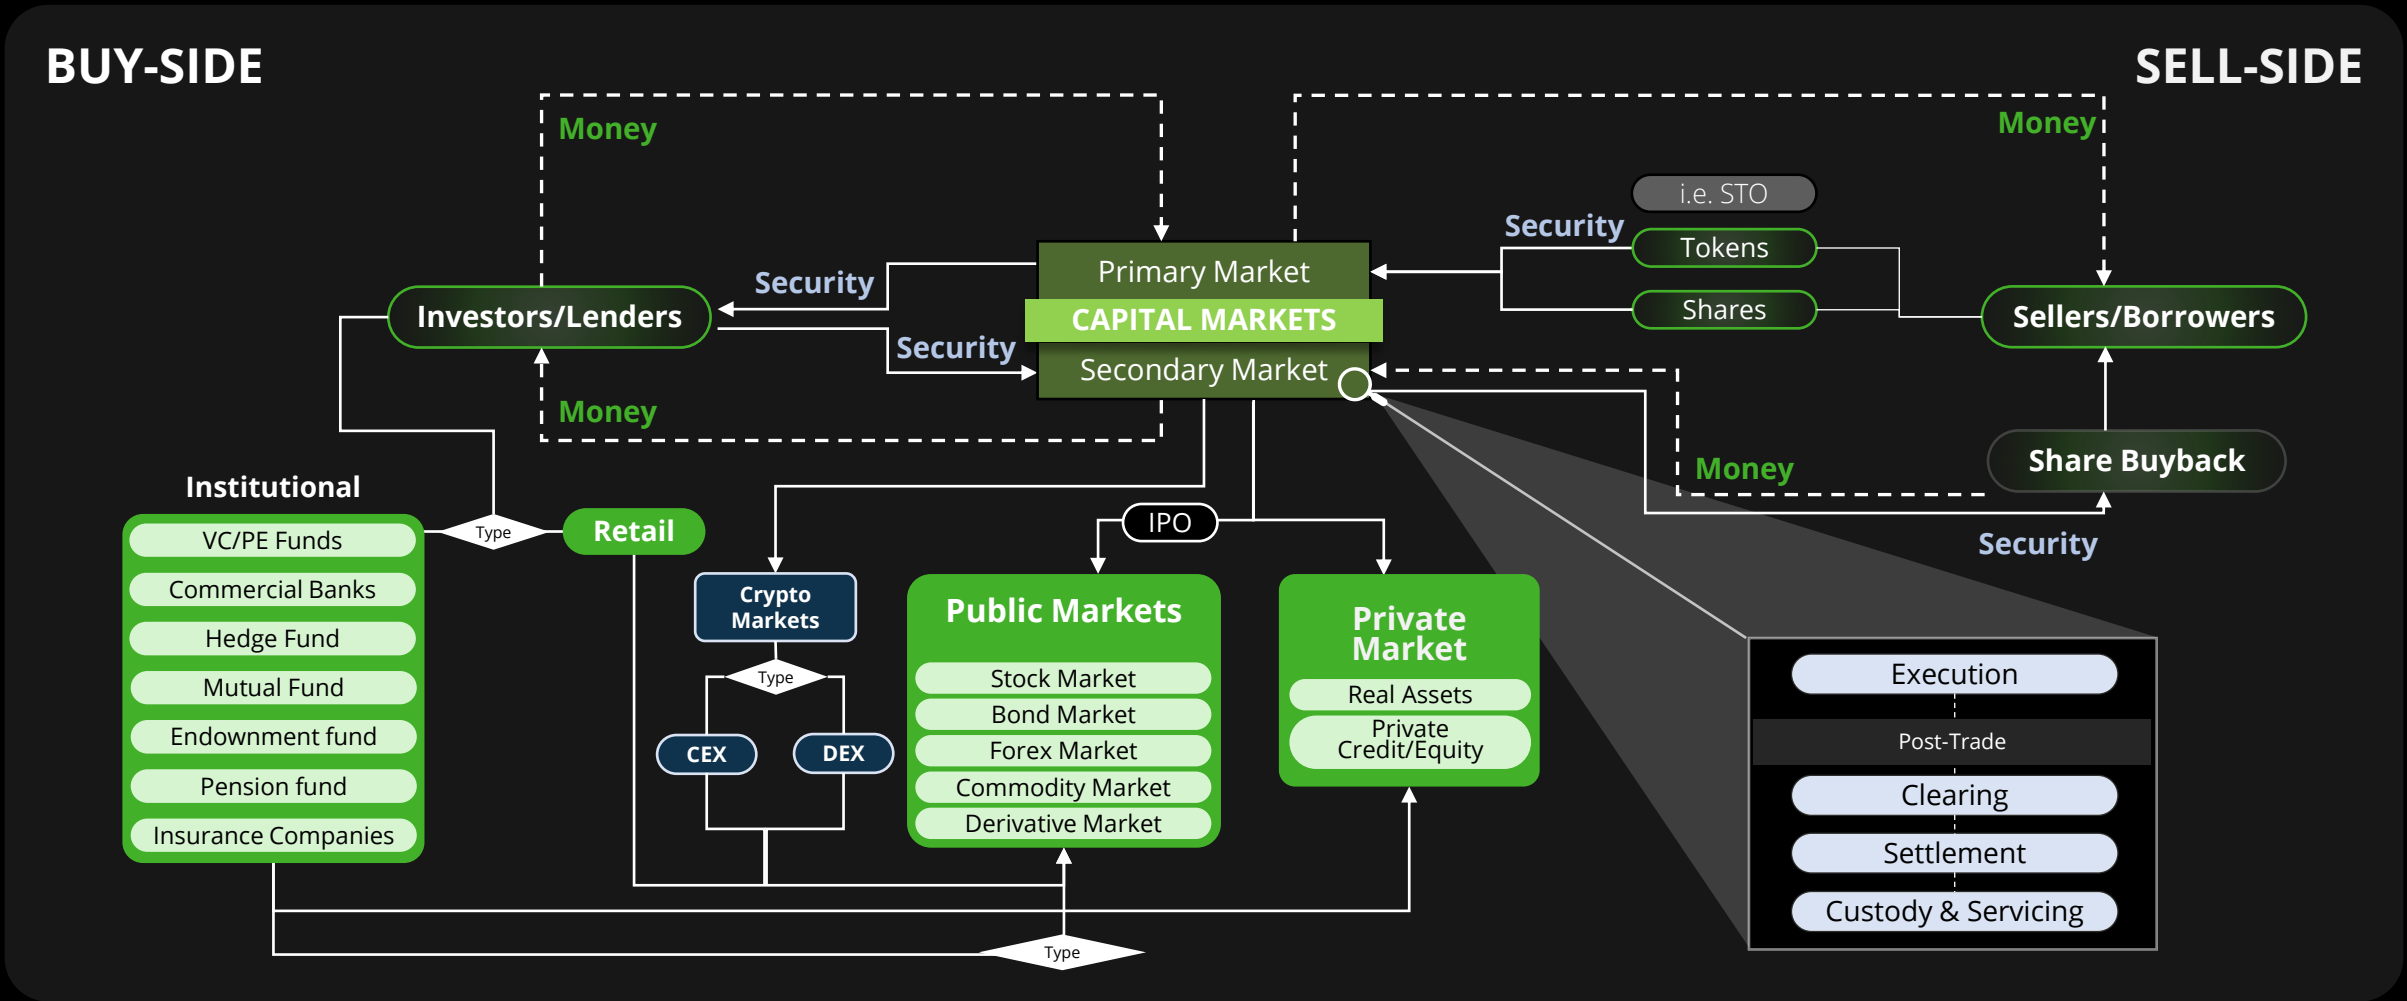 BUY-SIDE
SELL-SIDE
Money
Money
i.e. STO
Security
Tokens
Primary Market
Security
Shares
Investors/Lenders
CAPITAL MARKETS
Sellers/Borrowers
Security
Secondary Market
Money
Share Buyback
Money
Institutional
IPO
Type
Retail
Security
VC/PE Funds
Commercial Banks
Hedge Fund
Mutual Fund
Endownment fund
Pension fund
Insurance Companies
Crypto
Markets
Type
CEX
DEX
Public Markets
Stock Market
Bond Market
Forex Market
Commodity Market
Derivative Market
Private
Market
Real Assets
Private
Credit/Equity
Execution
Post-Trade
Clearing
Settlement
Custody & Servicing
Type